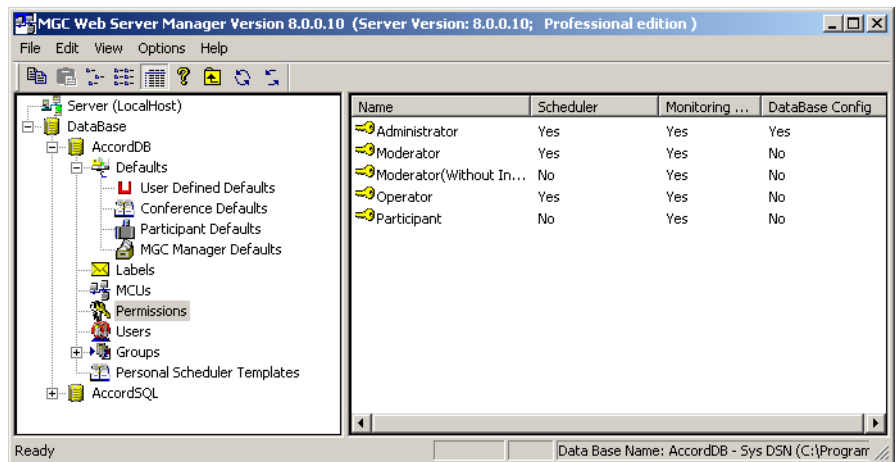 MGC Web Server Manager Version 8.0.0.10 (Server Version: 8.0.0.10; Professional edition )
File Edit View Options Help
Server (LocalHost)
DataBase
AccordDB
Defaults
User Defined Defaults
Conference Defaults
Participant Defaults
MGC Manager Defaults
Labels
MCUs
Permissions
Users
Groups
Personal Scheduler Templates
AccordSQL
Name Scheduler Monitoring ... DataBase Config
Administrator Yes Yes Yes
Moderator Yes Yes No
Moderator(Without In... No Yes No
Operator Yes Yes No
Participant No Yes No
Ready Data Base Name: AccordDB - Sys DSN (C:\Program